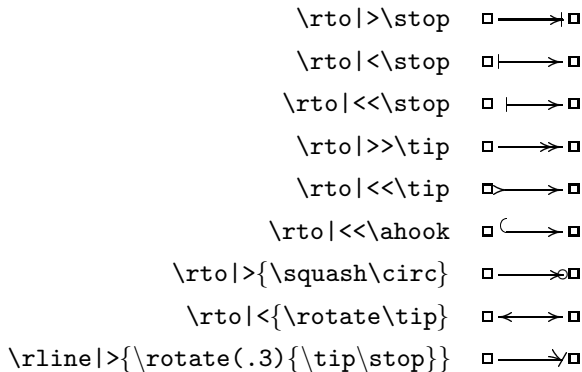 \rto|>\stop
\rto|<\stop
\rto|<<\stop
\rto|>>\tip
\rto|<<\tip
\rto|<<\ahook
\rto|>{\squash\circ}
\rto|<{\rotate\tip}
\rline|>{\rotate(.3){\tip\stop}}